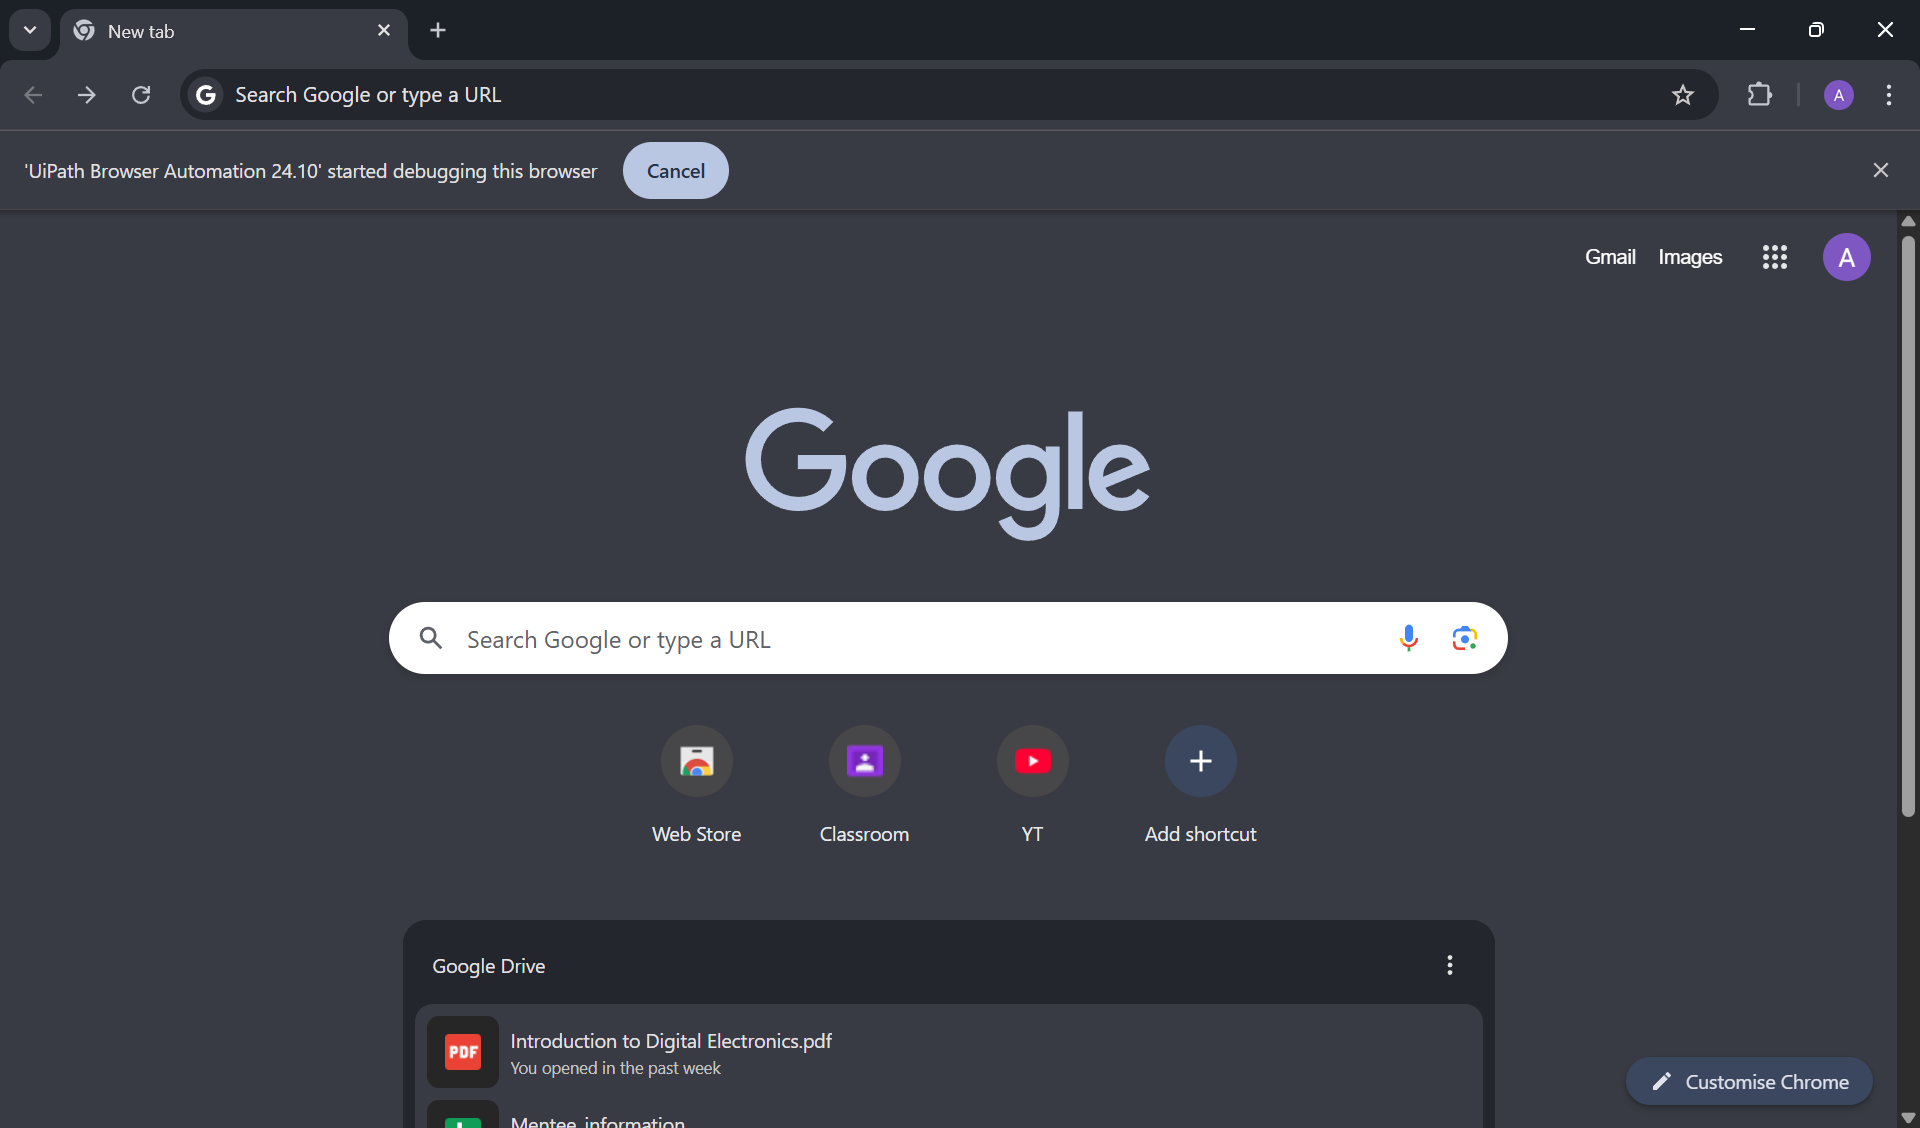 New tab
Search Google or type a URL
A
'UiPath Browser Automation 24.10' started debugging this browser
Cancel
Gmail
Images
A
Google
Search Google or type a URL
Web Store
Classroom
YT
Add shortcut
Google Drive
PDF
Introduction to Digital Electronics.pdf
You opened in the past week
Mentee information
Customise Chrome